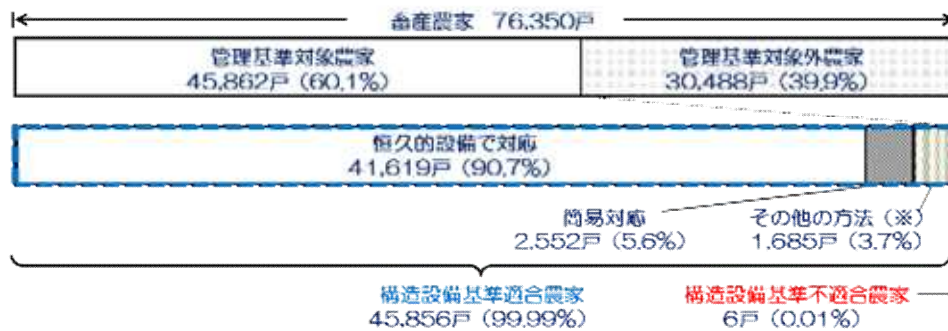 畜産農家 76,350戸
管理基準対象農家
45,862戸 (60.1%)
管理基準対象外農家
30,488戸 (39.9%)
恒久的設備で対応
41,619戸 (90.7%)
簡易対応
2,552戸 (5.6%)
その他の方法 (※)
1,685戸 (3.7%)
構造設備基準適合農家
45,856戸 (99.99%)
構造設備基準不適合農家
6戸 (0.01%)